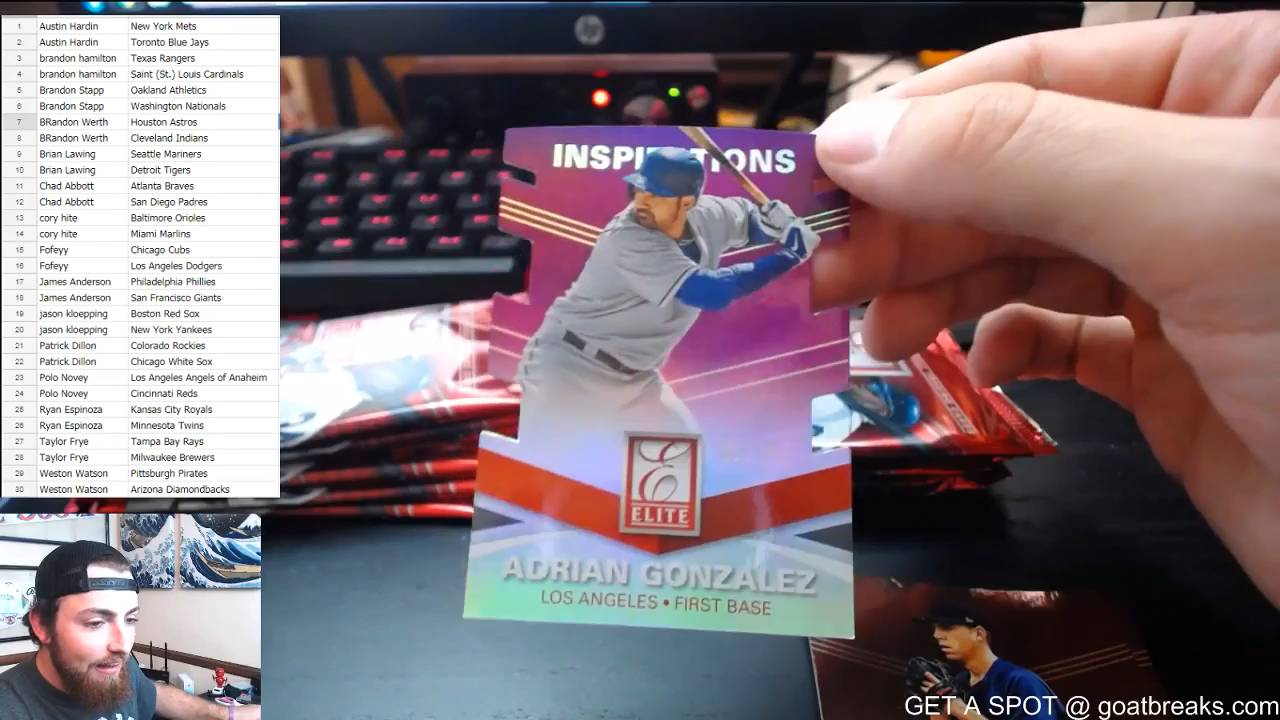 1 Austin Hardin New York Mets
2 Austin Hardin Toronto Blue Jays
3 brandon hamilton Texas Rangers
4 brandon hamilton Saint (St.) Louis Cardinals
5 Brandon Stapp Oakland Athletics
6 Brandon Stapp Washington Nationals
7 BRandon Werth Houston Astros
8 BRandon Werth Cleveland Indians
9 Brian Lawing Seattle Mariners
10 Brian Lawing Detroit Tigers
11 Chad Abbott Atlanta Braves
12 Chad Abbott San Diego Padres
13 cory hite Baltimore Orioles
14 cory hite Miami Marlins
15 Fofeyy Chicago Cubs
16 Fofeyy Los Angeles Dodgers
17 James Anderson Philadelphia Phillies
18 James Anderson San Francisco Giants
19 jason kloepping Boston Red Sox
20 jason kloepping New York Yankees
21 Patrick Dillon Colorado Rockies
22 Patrick Dillon Chicago White Sox
23 Polo Novey Los Angeles Angels of Anaheim
24 Polo Novey Cincinnati Reds
25 Ryan Espinoza Kansas City Royals
26 Ryan Espinoza Minnesota Twins
27 Taylor Frye Tampa Bay Rays
28 Taylor Frye Milwaukee Brewers
29 Weston Watson Pittsburgh Pirates
30 Weston Watson Arizona Diamondbacks
hp
INSPIRATIONS
E
ELITE
ADRIAN GONZALEZ
LOS ANGELES • FIRST BASE
GET A SPOT @ goatbreaks.com